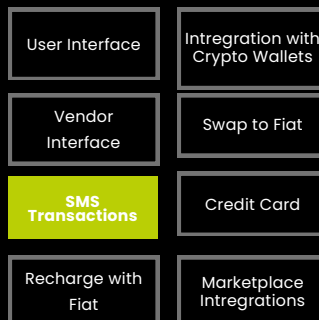 User Interface
Intregration with
Crypto Wallets
Vendor
Interface
Swap to Fiat
SMS
Transactions
Credit Card
Recharge with
Fiat
Marketplace
Intregrations